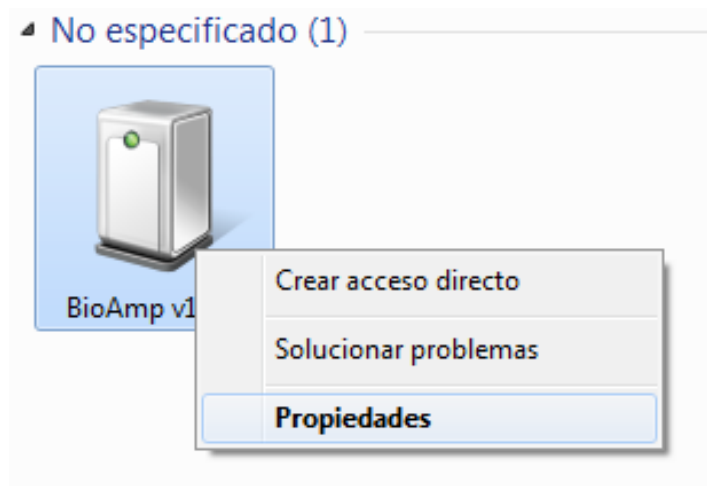 No especificado (1)
BioAmp v1
Crear acceso directo
Solucionar problemas
Propiedades